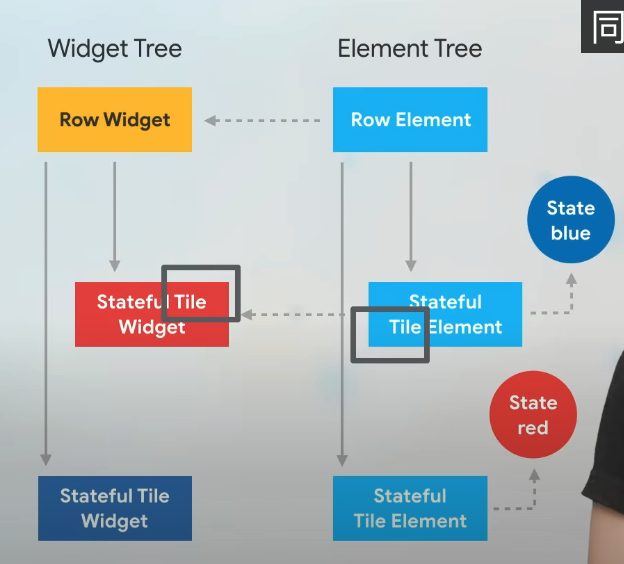 Widget Tree
Element Tree
同
Row Widget
Row Element
State
blue
Stateful Tile
Widget
Stateful
Tile Element
State
red
Stateful Tile
Widget
Stateful
Tile Element